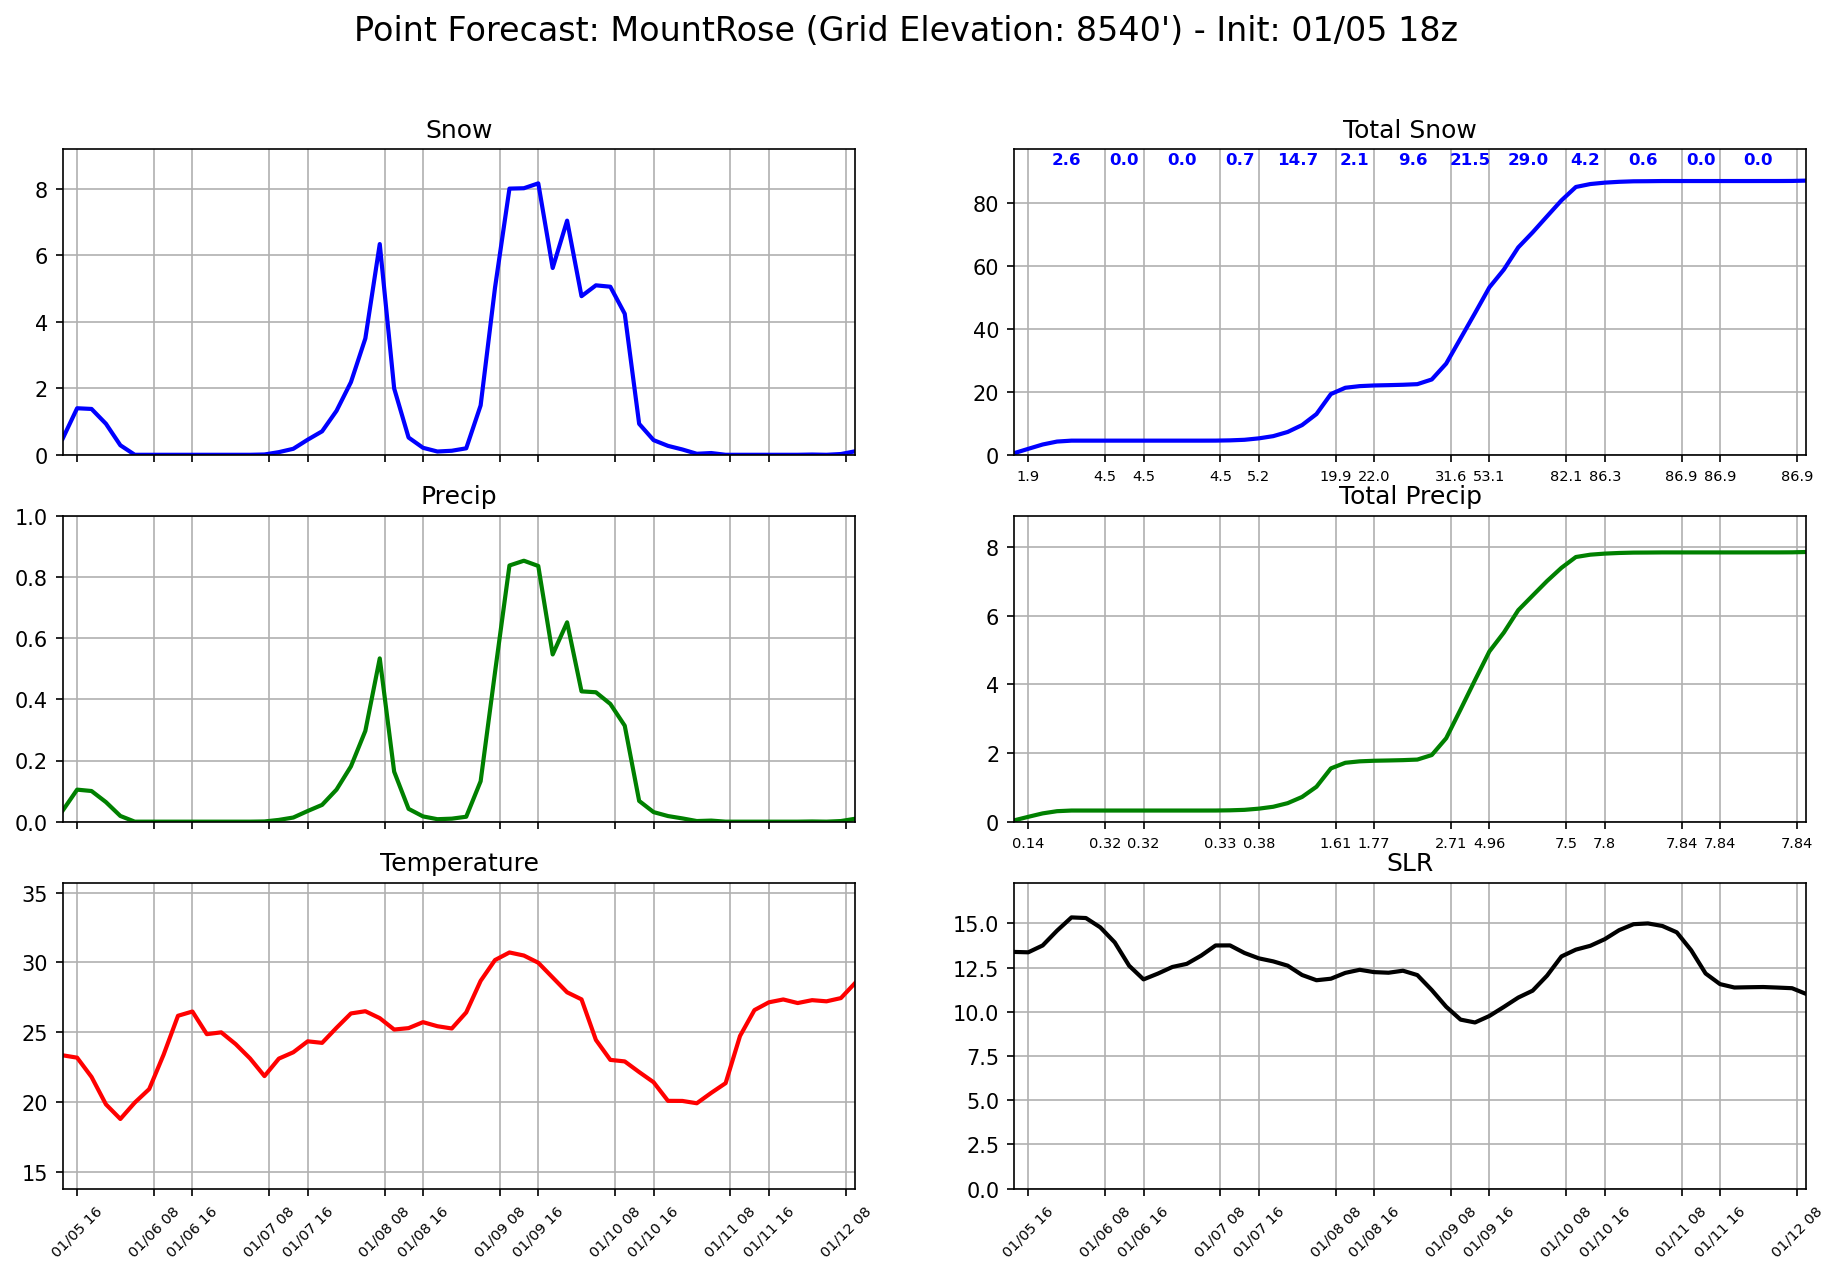 Point Forecast: MountRose (Grid Elevation: 8540') - Init: 01/05 18z
Snow
8
6
4
2
0
Total Snow
2.6 0.0 0.0 0.7 14.7 2.1 9.6 21.5 29.0 4.2 0.6 0.0 0.0
80
60
40
20
0
1.9 4.5 4.5 4.5 5.2 19.9 22.0 31.6 53.1 82.1 86.3 86.9 86.9 86.9
Precip
1.0
0.8
0.6
0.4
0.2
0.0
Total Precip
8
6
4
2
0
0.14 0.32 0.32 0.33 0.38 1.61 1.77 2.71 4.96 7.5 7.8 7.84 7.84 7.84
Temperature
35
30
25
20
15
01/05 16 01/06 08 01/06 16 01/07 08 01/07 16 01/08 08 01/08 16 01/09 08 01/09 16 01/10 08 01/10 16 01/11 08 01/11 16 01/12 08
SLR
15.0
12.5
10.0
7.5
5.0
2.5
0.0
01/05 16 01/06 08 01/06 16 01/07 08 01/07 16 01/08 08 01/08 16 01/09 08 01/09 16 01/10 08 01/10 16 01/11 08 01/11 16 01/12 08